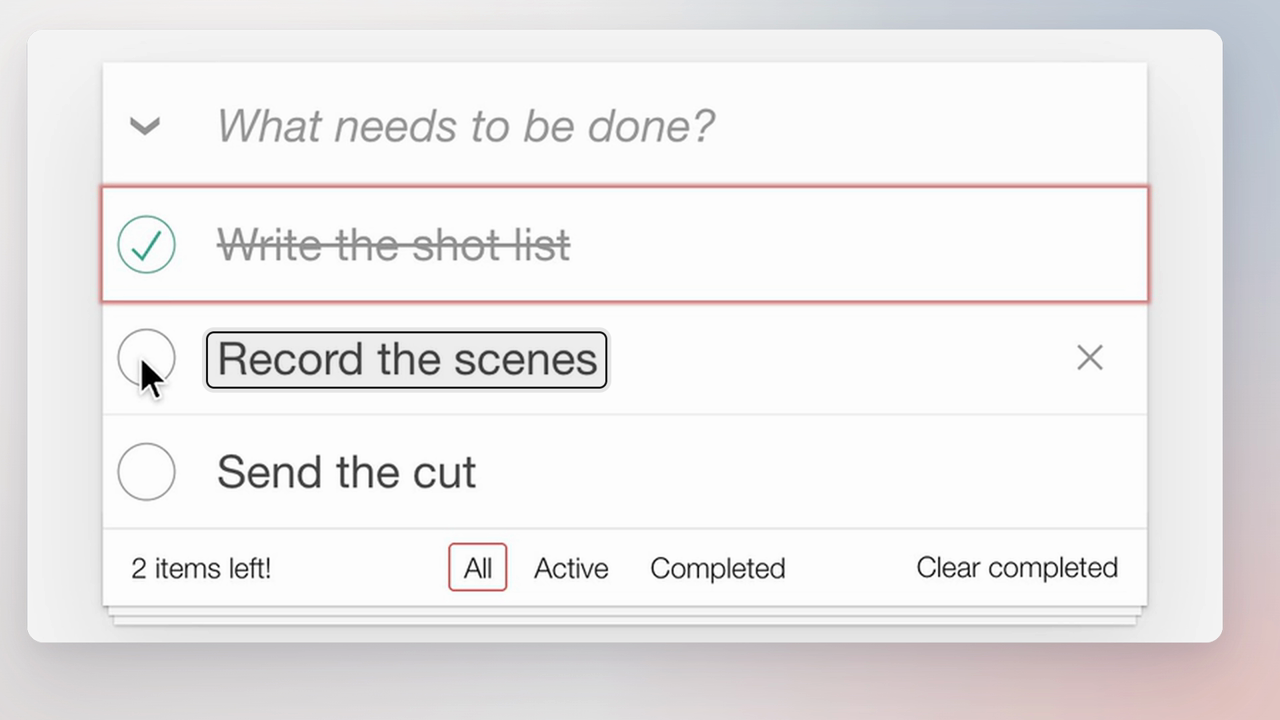 What needs to be done?
Write the shot list
Record the scenes
Send the cut
2 items left! All Active Completed Clear completed